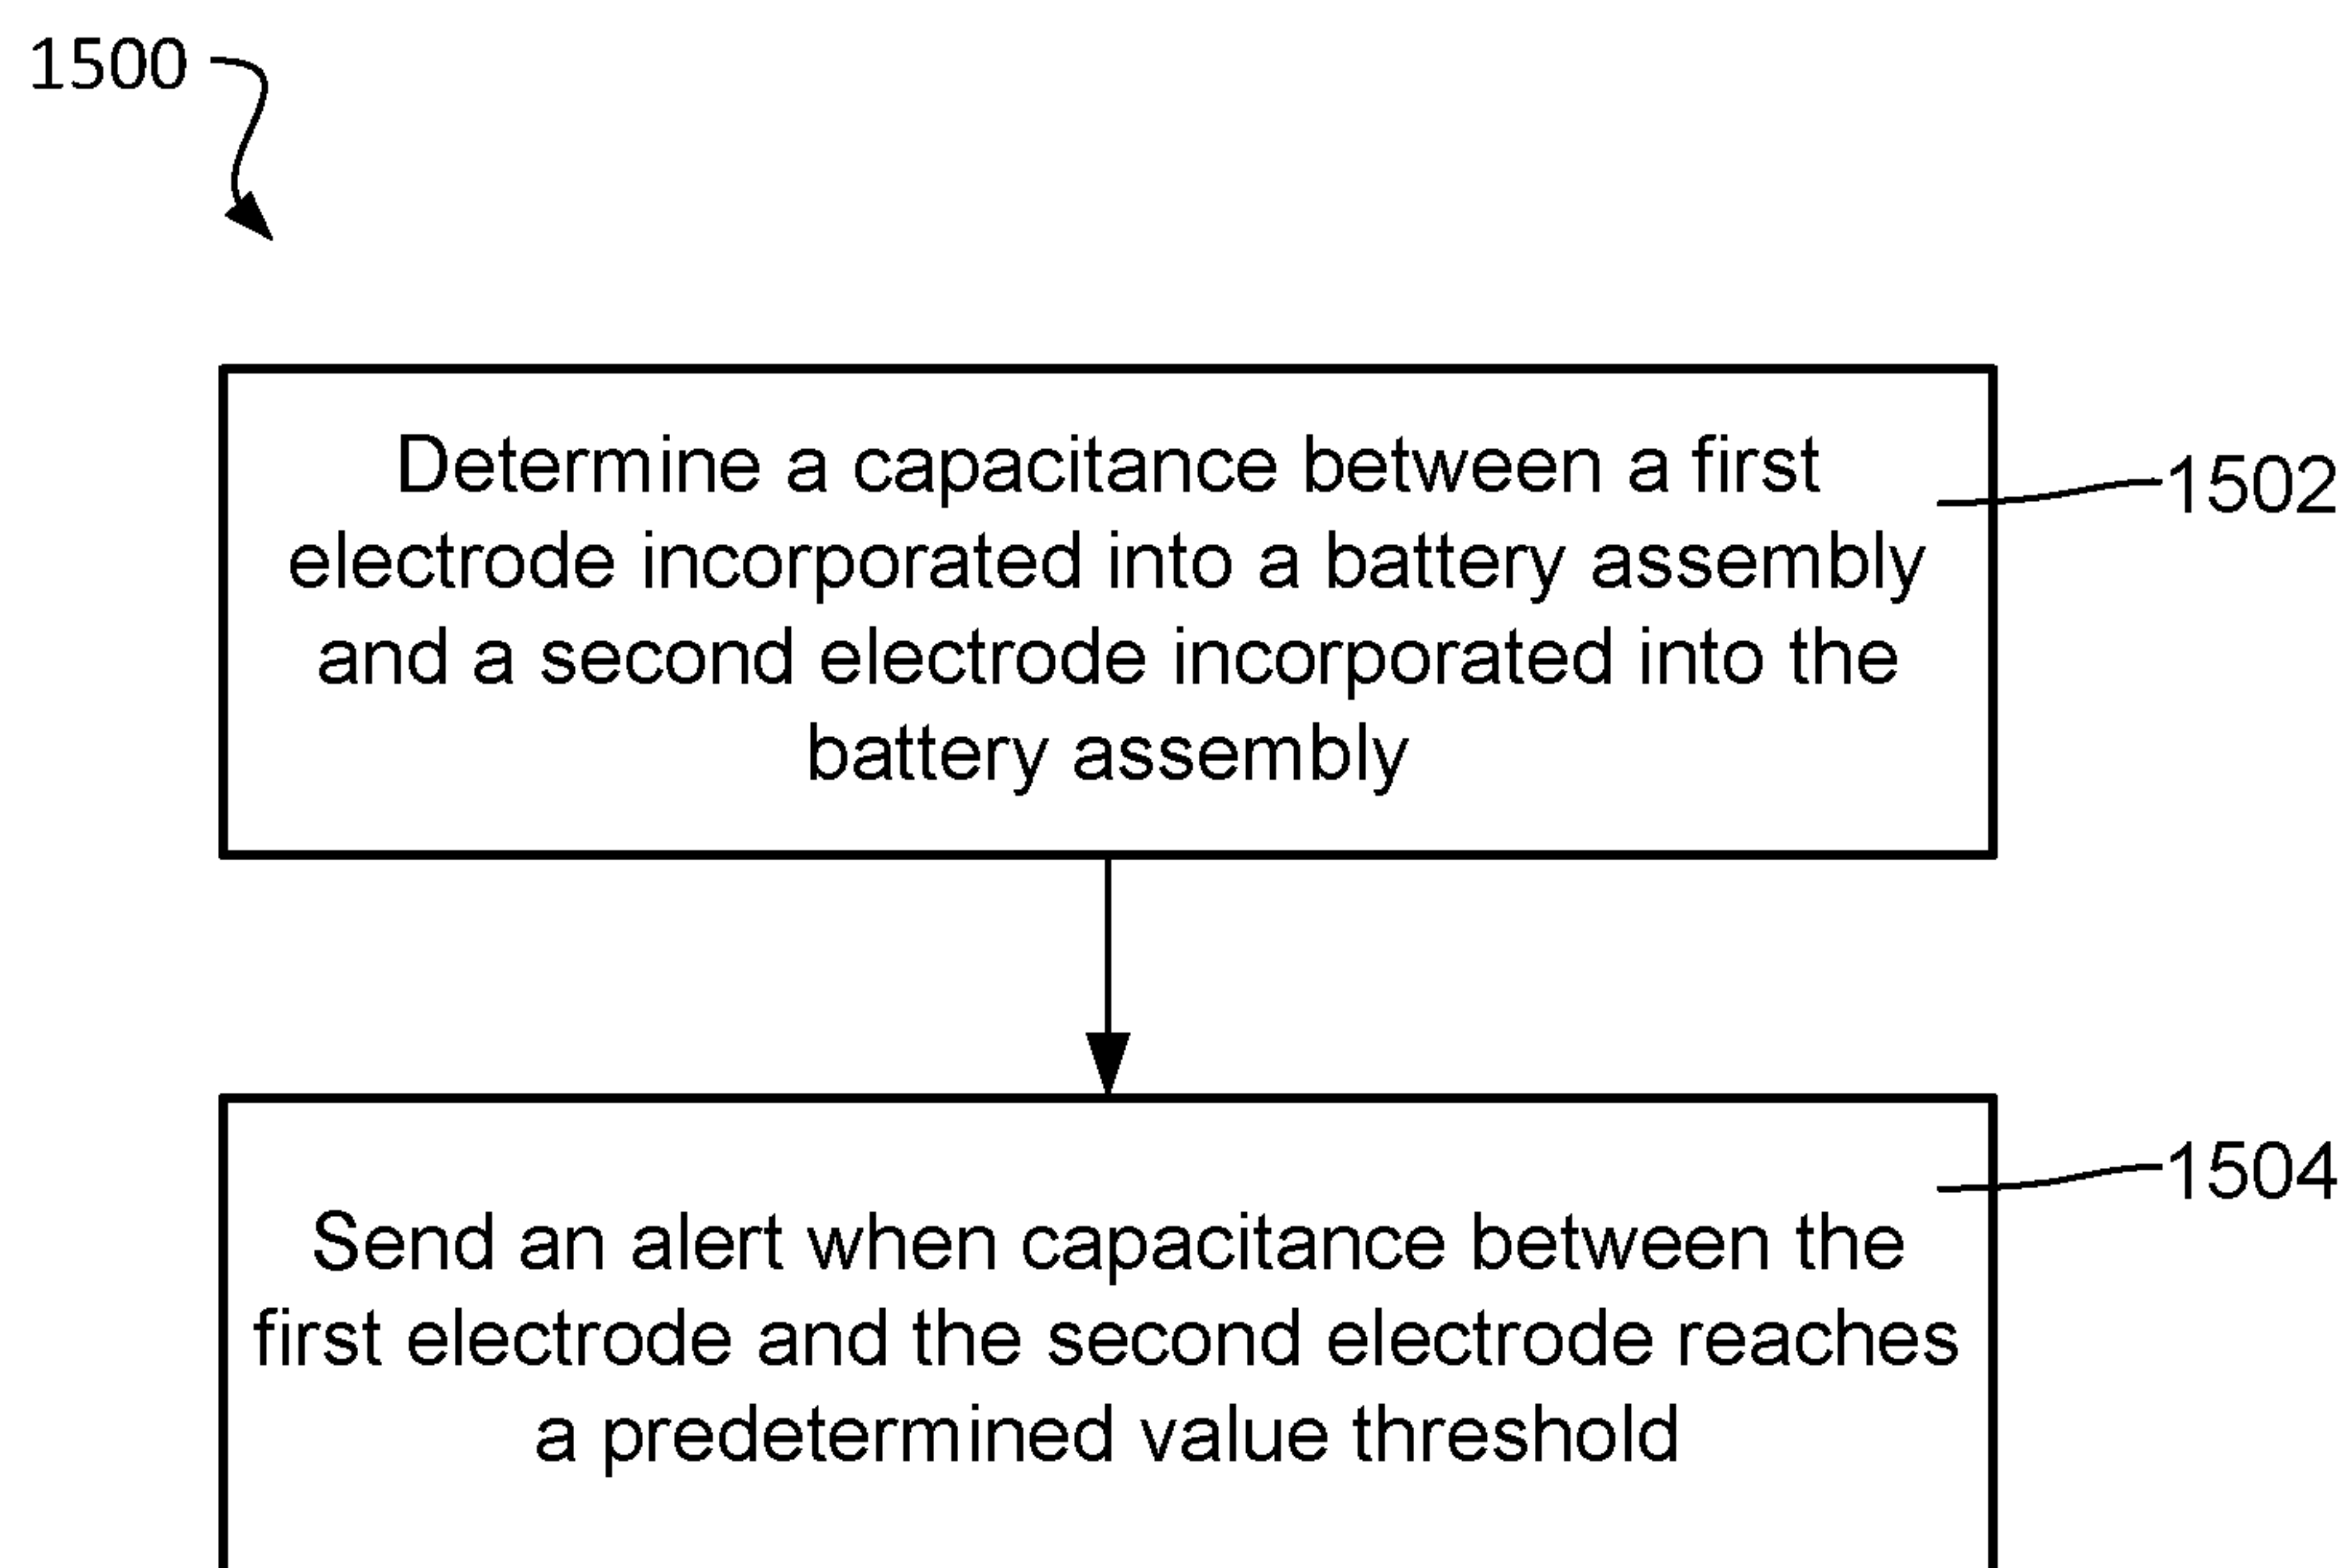 1500
Determine a capacitance between a first
electrode incorporated into a battery assembly
and a second electrode incorporated into the
battery assembly
1502
Send an alert when capacitance between the
first electrode and the second electrode reaches
a predetermined value threshold
1504